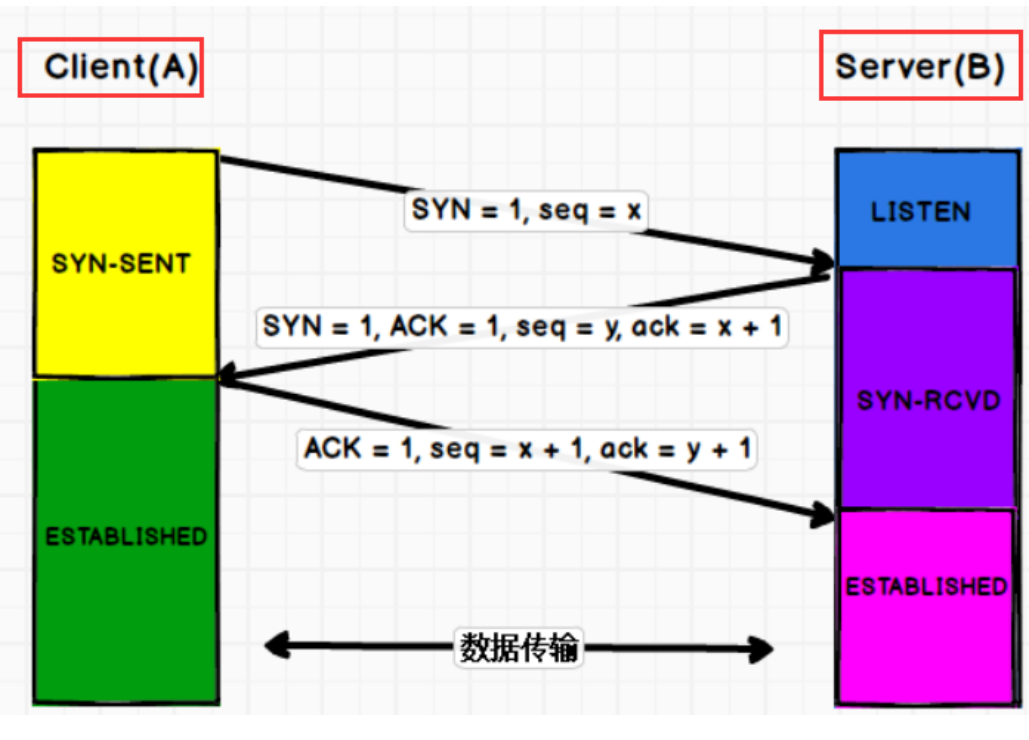 Client(A)
Server(B)
SYN = 1, seq = x
LISTEN
SYN-SENT
SYN = 1, ACK = 1, seq = y, ack = x + 1
SYN-RCVD
ACK = 1, seq = x + 1, ack = y + 1
ESTABLISHED
ESTABLISHED
数据传输